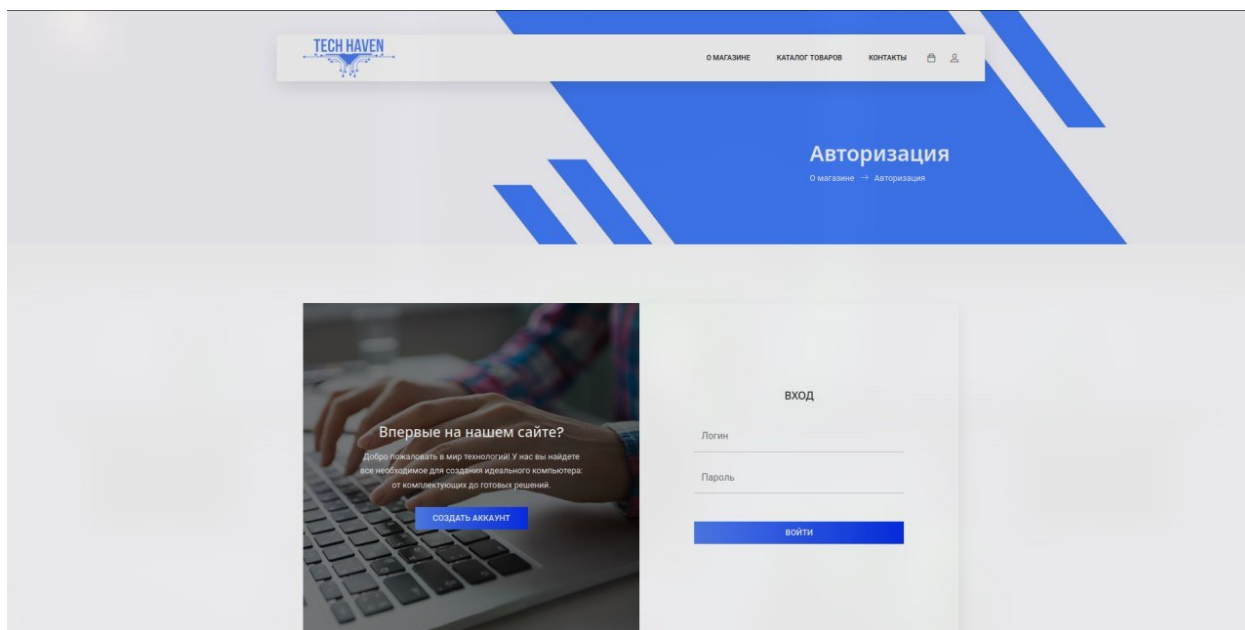 TECH HAVEN
О МАГАЗИНЕ КАТАЛОГ ТОВАРОВ КОНТАКТЫ
Авторизация
О магазине → Авторизация
Впервые на нашем сайте?
Добро пожаловать в мир технологий! У нас вы найдете
все необходимое для создания идеального компьютера:
от комплектующих до готовых решений.
СОЗДАТЬ АККАУНТ
ВХОД
Логин
Пароль
ВОЙТИ